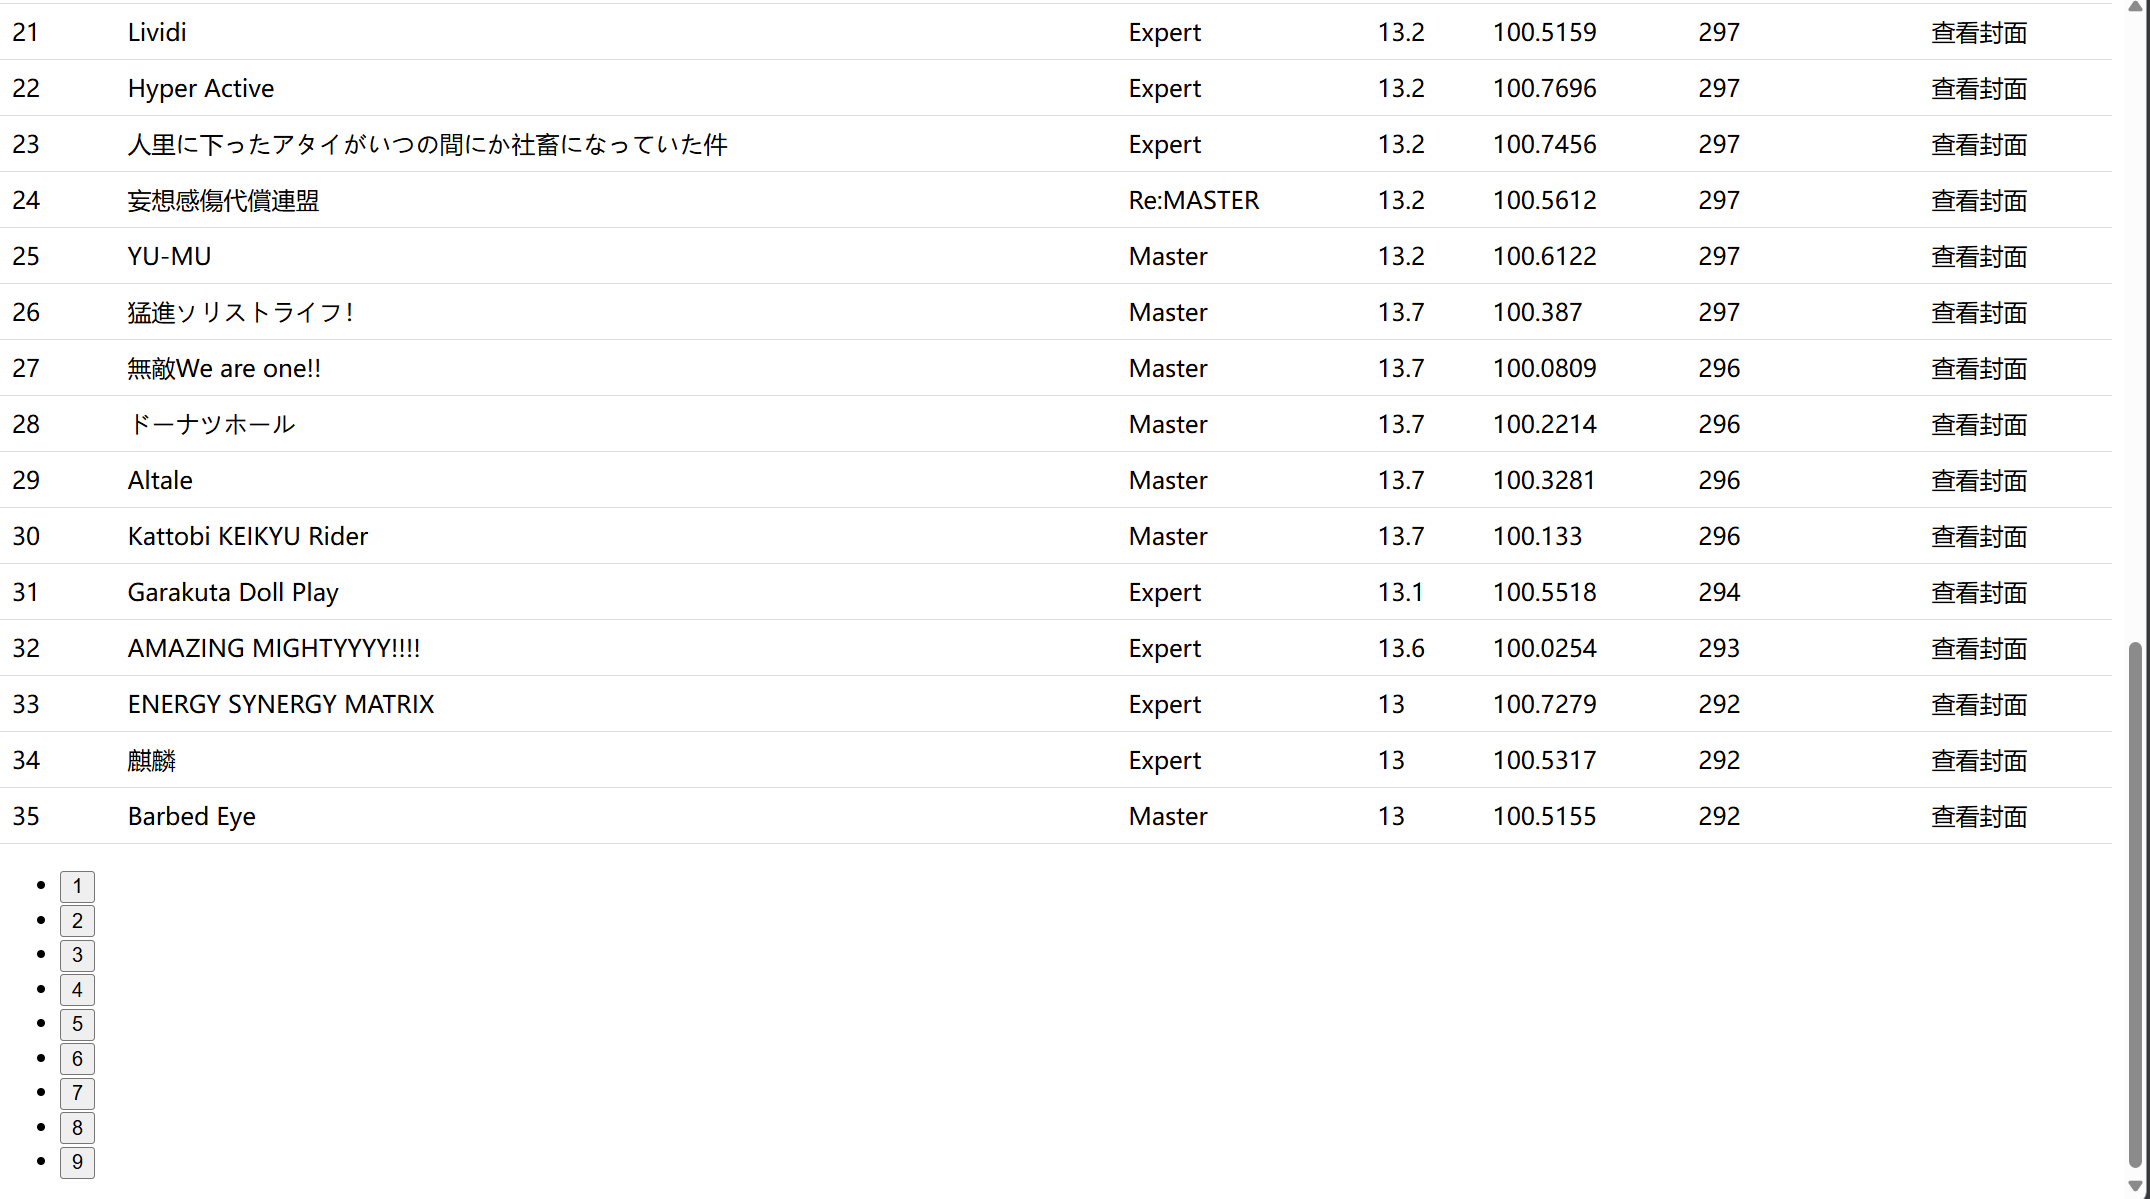 21 Lividi Expert 13.2 100.5159 297 查看封面
22 Hyper Active Expert 13.2 100.7696 297 查看封面
23 人里に下ったアタイがいつの間にか社畜になっていた件 Expert 13.2 100.7456 297 查看封面
24 妄想感傷代償連盟 Re:MASTER 13.2 100.5612 297 查看封面
25 YU-MU Master 13.2 100.6122 297 查看封面
26 猛進ソリストライフ！ Master 13.7 100.387 297 查看封面
27 無敵We are one!! Master 13.7 100.0809 296 查看封面
28 ドーナツホール Master 13.7 100.2214 296 查看封面
29 Altale Master 13.7 100.3281 296 查看封面
30 Kattobi KEIKYU Rider Master 13.7 100.133 296 查看封面
31 Garakuta Doll Play Expert 13.1 100.5518 294 查看封面
32 AMAZING MIGHTYYYY!!!! Expert 13.6 100.0254 293 查看封面
33 ENERGY SYNERGY MATRIX Expert 13 100.7279 292 查看封面
34 麒麟 Expert 13 100.5317 292 查看封面
35 Barbed Eye Master 13 100.5155 292 查看封面
1
2
3
4
5
6
7
8
9